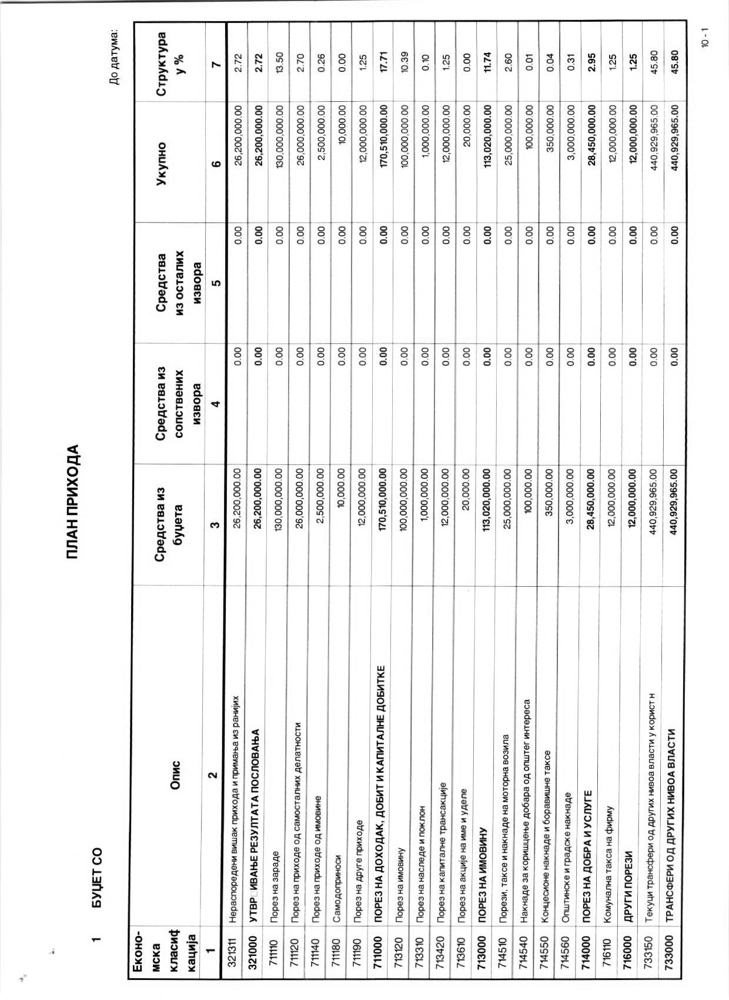 ПЛАН ПРИХОДА
1 БУЏЕТ СО
До датума:
Еконо-мска класиф кација | Опис | Средства из буџета | Средства из сопствених извора | Средства из осталих извора | Укупно | Структура у %
1 | 2 | 3 | 4 | 5 | 6 | 7
321311 | Нераспоредени вишак прихода и примања из ранијих | 26,200,000.00 | 0.00 | 0.00 | 26,200,000.00 | 2.72
321000 | УТВР□ИВАЊЕ РЕЗУЛТАТА ПОСЛОВАЊА | 26,200,000.00 | 0.00 | 0.00 | 26,200,000.00 | 2.72
711110 | Порез на зараде | 130,000,000.00 | 0.00 | 0.00 | 130,000,000.00 | 13.50
711120 | Порез на приходе од самосталних делатности | 26,000,000.00 | 0.00 | 0.00 | 26,000,000.00 | 2.70
711140 | Порез на приходе од имовине | 2,500,000.00 | 0.00 | 0.00 | 2,500,000.00 | 0.26
711180 | Самодоприноси | 10,000.00 | 0.00 | 0.00 | 10,000.00 | 0.00
711190 | Порез на друге приходе | 12,000,000.00 | 0.00 | 0.00 | 12,000,000.00 | 1.25
711000 | ПОРЕЗ НА ДОХОДАК, ДОБИТ И КАПИТАЛНЕ ДОБИТКЕ | 170,510,000.00 | 0.00 | 0.00 | 170,510,000.00 | 17.71
713120 | Порез на имовину | 100,000,000.00 | 0.00 | 0.00 | 100,000,000.00 | 10.39
713310 | Порез на наследе и поклон | 1,000,000.00 | 0.00 | 0.00 | 1,000,000.00 | 0.10
713420 | Порез на капиталне трансакције | 12,000,000.00 | 0.00 | 0.00 | 12,000,000.00 | 1.25
713610 | Порез на акције на име и уделе | 20,000.00 | 0.00 | 0.00 | 20,000.00 | 0.00
713000 | ПОРЕЗ НА ИМОВИНУ | 113,020,000.00 | 0.00 | 0.00 | 113,020,000.00 | 11.74
714510 | Порези, таксе и накнаде на моторна возила | 25,000,000.00 | 0.00 | 0.00 | 25,000,000.00 | 2.60
714540 | Накнаде за коришцење добара од општег интереса | 100,000.00 | 0.00 | 0.00 | 100,000.00 | 0.01
714550 | Концесионе накнаде и боравишне таксе | 350,000.00 | 0.00 | 0.00 | 350,000.00 | 0.04
714560 | Општинске и градске накнаде | 3,000,000.00 | 0.00 | 0.00 | 3,000,000.00 | 0.31
714000 | ПОРЕЗ НА ДОБРА И УСЛУГЕ | 28,450,000.00 | 0.00 | 0.00 | 28,450,000.00 | 2.95
716110 | Комунална такса на фирму | 12,000,000.00 | 0.00 | 0.00 | 12,000,000.00 | 1.25
716000 | ДРУГИ ПОРЕЗИ | 12,000,000.00 | 0.00 | 0.00 | 12,000,000.00 | 1.25
733150 | Текуци трансфери од других нивоа власти у корист н | 440,929,965.00 | 0.00 | 0.00 | 440,929,965.00 | 45.80
733000 | ТРАНСФЕРИ ОД ДРУГИХ НИВОА ВЛАСТИ | 440,929,965.00 | 0.00 | 0.00 | 440,929,965.00 | 45.80
10 - 1